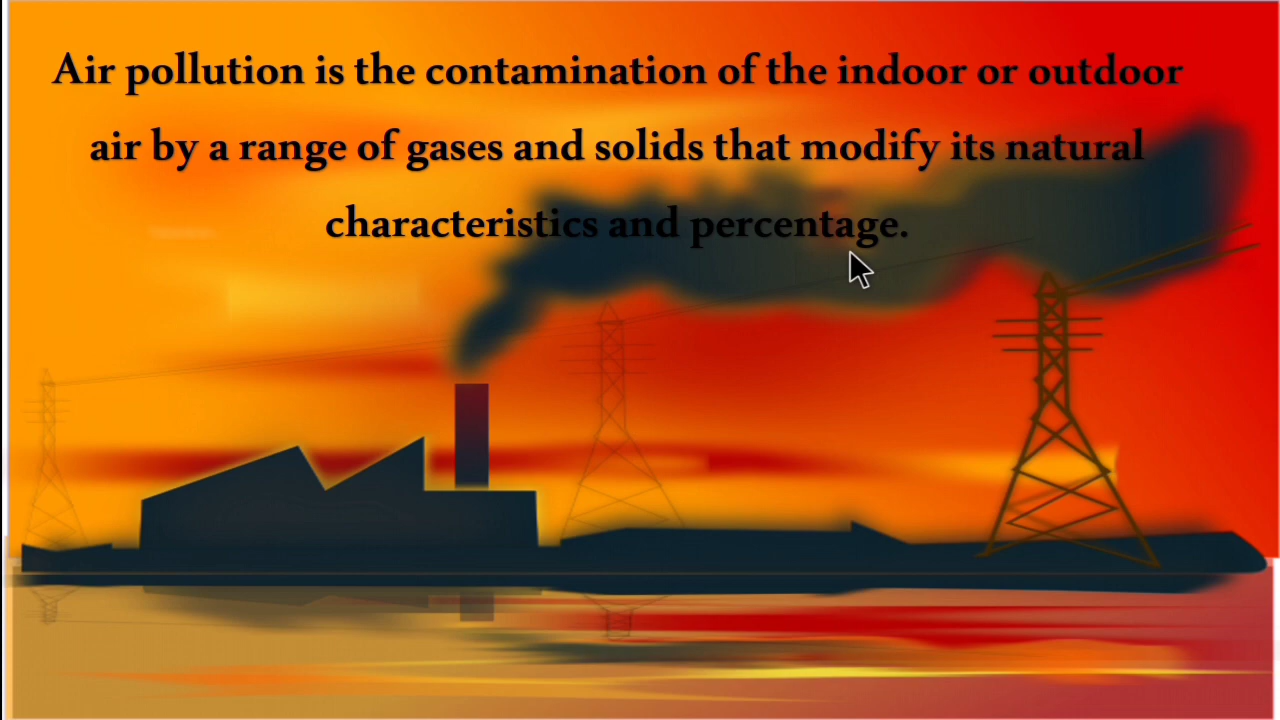 Air pollution is the contamination of the indoor or outdoor
air by a range of gases and solids that modify its natural
characteristics and percentage.